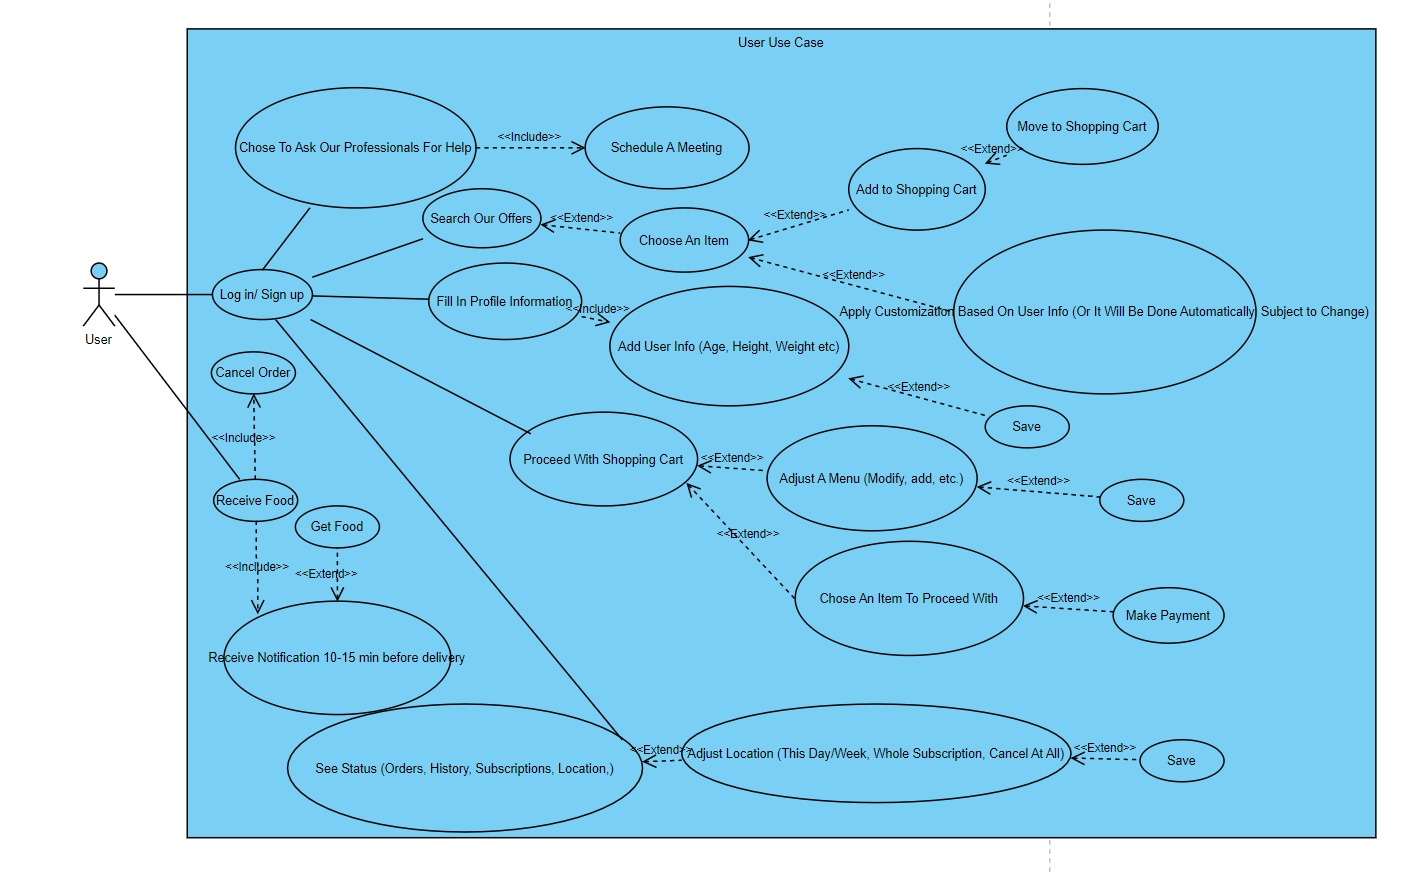 User Use Case
Move to Shopping Cart
<<Include>>
Chose To Ask Our Professionals For Help
Schedule A Meeting
<<Extend>>
Add to Shopping Cart
Search Our Offers
<<Extend>>
<<Extend>>
Choose An Item
<<Extend>>
Log in/ Sign up
Fill In Profile Information
<<Include>>
Apply Customization Based On User Info (Or It Will Be Done Automatically, Subject to Change)
User
Add User Info (Age, Height, Weight etc)
Cancel Order
<<Extend>>
Save
<<Include>>
Proceed With Shopping Cart
<<Extend>>
Adjust A Menu (Modify, add, etc.)
<<Extend>>
Save
Receive Food
Get Food
<<Extend>>
<<Include>>
<<Extend>>
Chose An Item To Proceed With
<<Extend>>
Make Payment
Receive Notification 10-15 min before delivery
<<Extend>>
Adjust Location (This Day/Week, Whole Subscription, Cancel At All)
<<Extend>>
Save
See Status (Orders, History, Subscriptions, Location,)